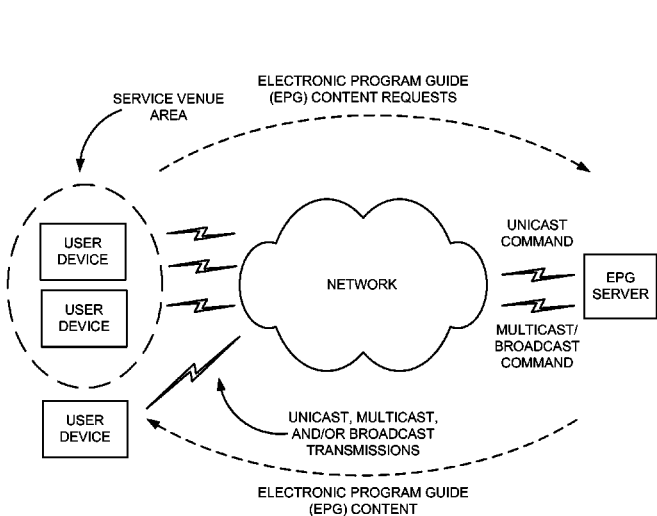 ELECTRONIC PROGRAM GUIDE
(EPG) CONTENT REQUESTS
SERVICE VENUE
AREA
USER
DEVICE
USER
DEVICE
USER
DEVICE
NETWORK
UNICAST
COMMAND
MULTICAST/
BROADCAST
COMMAND
EPG
SERVER
UNICAST, MULTICAST,
AND/OR BROADCAST
TRANSMISSIONS
ELECTRONIC PROGRAM GUIDE
(EPG) CONTENT